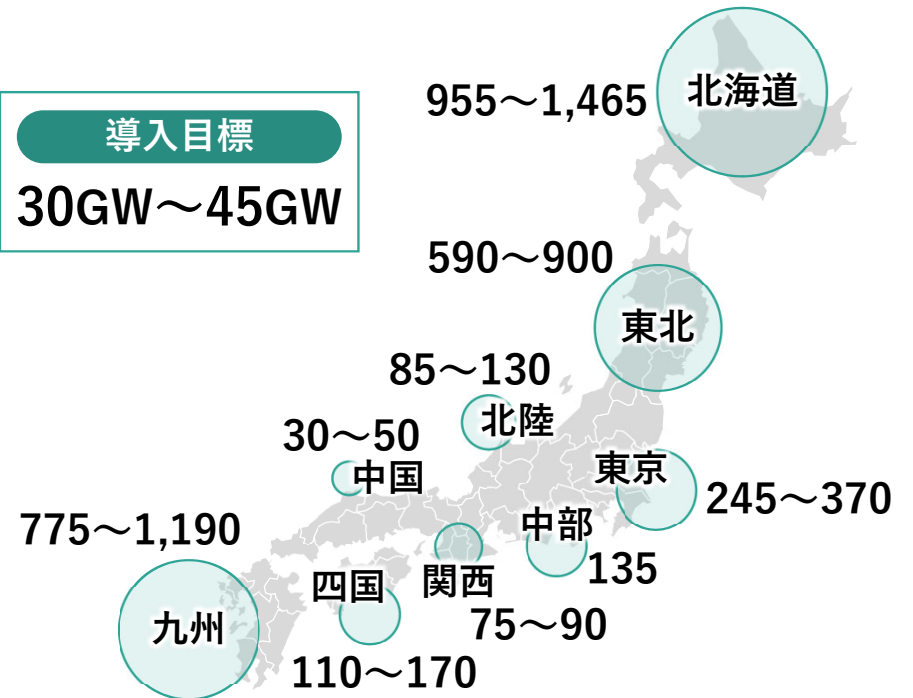 導入目標
30GW～45GW
955～1,465
北海道
590～900
東北
85～130
北陸
30～50
中国
東京
245～370
775～1,190
九州
中部
135
四国
関西
75～90
110～170